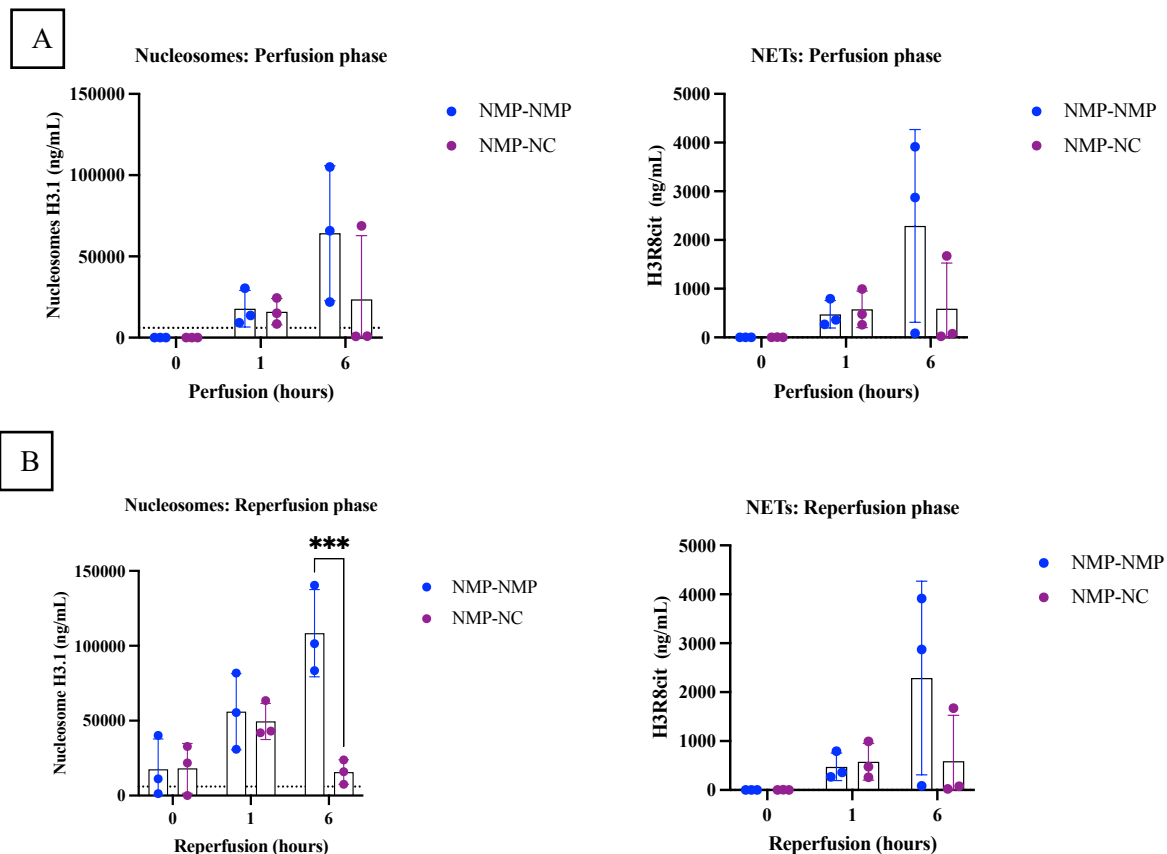 A
Nucleosomes: Perfusion phase
Nucleosomes H3.1 (ng/mL)
150000
100000
50000
0
0 1 6
Perfusion (hours)
NMP-NMP
NMP-NC
NETs: Perfusion phase
H3R8cit (ng/mL)
5000
4000
3000
2000
1000
0
0 1 6
Perfusion (hours)
NMP-NMP
NMP-NC
B
Nucleosomes: Reperfusion phase
Nucleosome H3.1 (ng/mL)
150000
100000
50000
0
***
0 1 6
Reperfusion (hours)
NMP-NMP
NMP-NC
NETs: Reperfusion phase
H3R8cit (ng/mL)
5000
4000
3000
2000
1000
0
0 1 6
Reperfusion (hours)
NMP-NMP
NMP-NC